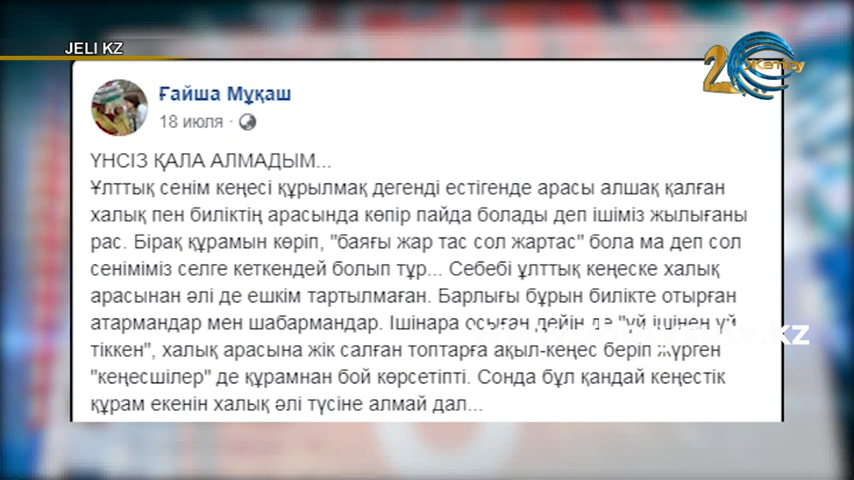 JELI KZ
20
Жетісу
Ғайша Мұқаш
18 июля ·
ҮНСІЗ ҚАЛА АЛМАДЫМ...
Ұлттық сенім кеңесі құрылмақ дегенді естігенде арасы алшақ қалған
халық пен биліктің арасында көпір пайда болады деп ішіміз жылығаны
рас. Бірақ құрамын көріп, "баяғы жар тас сол жартас" бола ма деп сол
сеніміміз селге кеткендей болып тұр... Себебі ұлттық кеңеске халық
арасынан әлі де ешкім тартылмаған. Барлығы бұрын билікте отырған
атармандар мен шабармандар. Ішінара осыған дейін де "үй ішінен үй
тіккен", халық арасына жік салған топтарға ақыл-кеңес беріп жүрген
"кеңесшілер" де құрамнан бой көрсетіпті. Сонда бұл қандай кеңестік
құрам екенін халық әлі түсіне алмай дал...